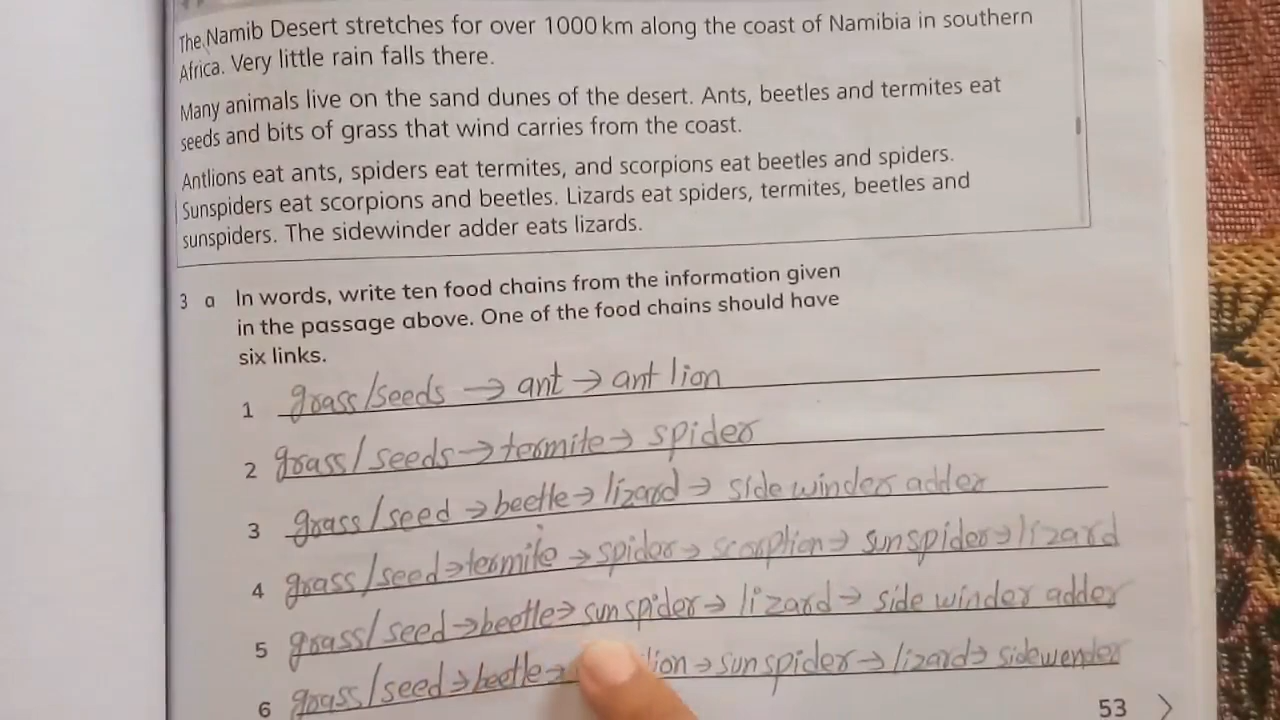 The Namib Desert stretches for over 1000 km along the coast of Namibia in southern
Africa. Very little rain falls there.
Many animals live on the sand dunes of the desert. Ants, beetles and termites eat
seeds and bits of grass that wind carries from the coast.
Antlions eat ants, spiders eat termites, and scorpions eat beetles and spiders.
Sunspiders eat scorpions and beetles. Lizards eat spiders, termites, beetles and
sunspiders. The sidewinder adder eats lizards.
3 a In words, write ten food chains from the information given
in the passage above. One of the food chains should have
six links.
1 grass/seeds → ant → ant lion
2 grass/seeds → termite → spider
3 grass/seed → beetle → lizard → side winder adder
4 grass/seed → termite → spider → scorption → sunspider → lizard
5 grass/seed → beetle → sunspider → lizard → side winder adder
6 grass/seed → beetle → lion → sunspider → lizard → sidewender
53